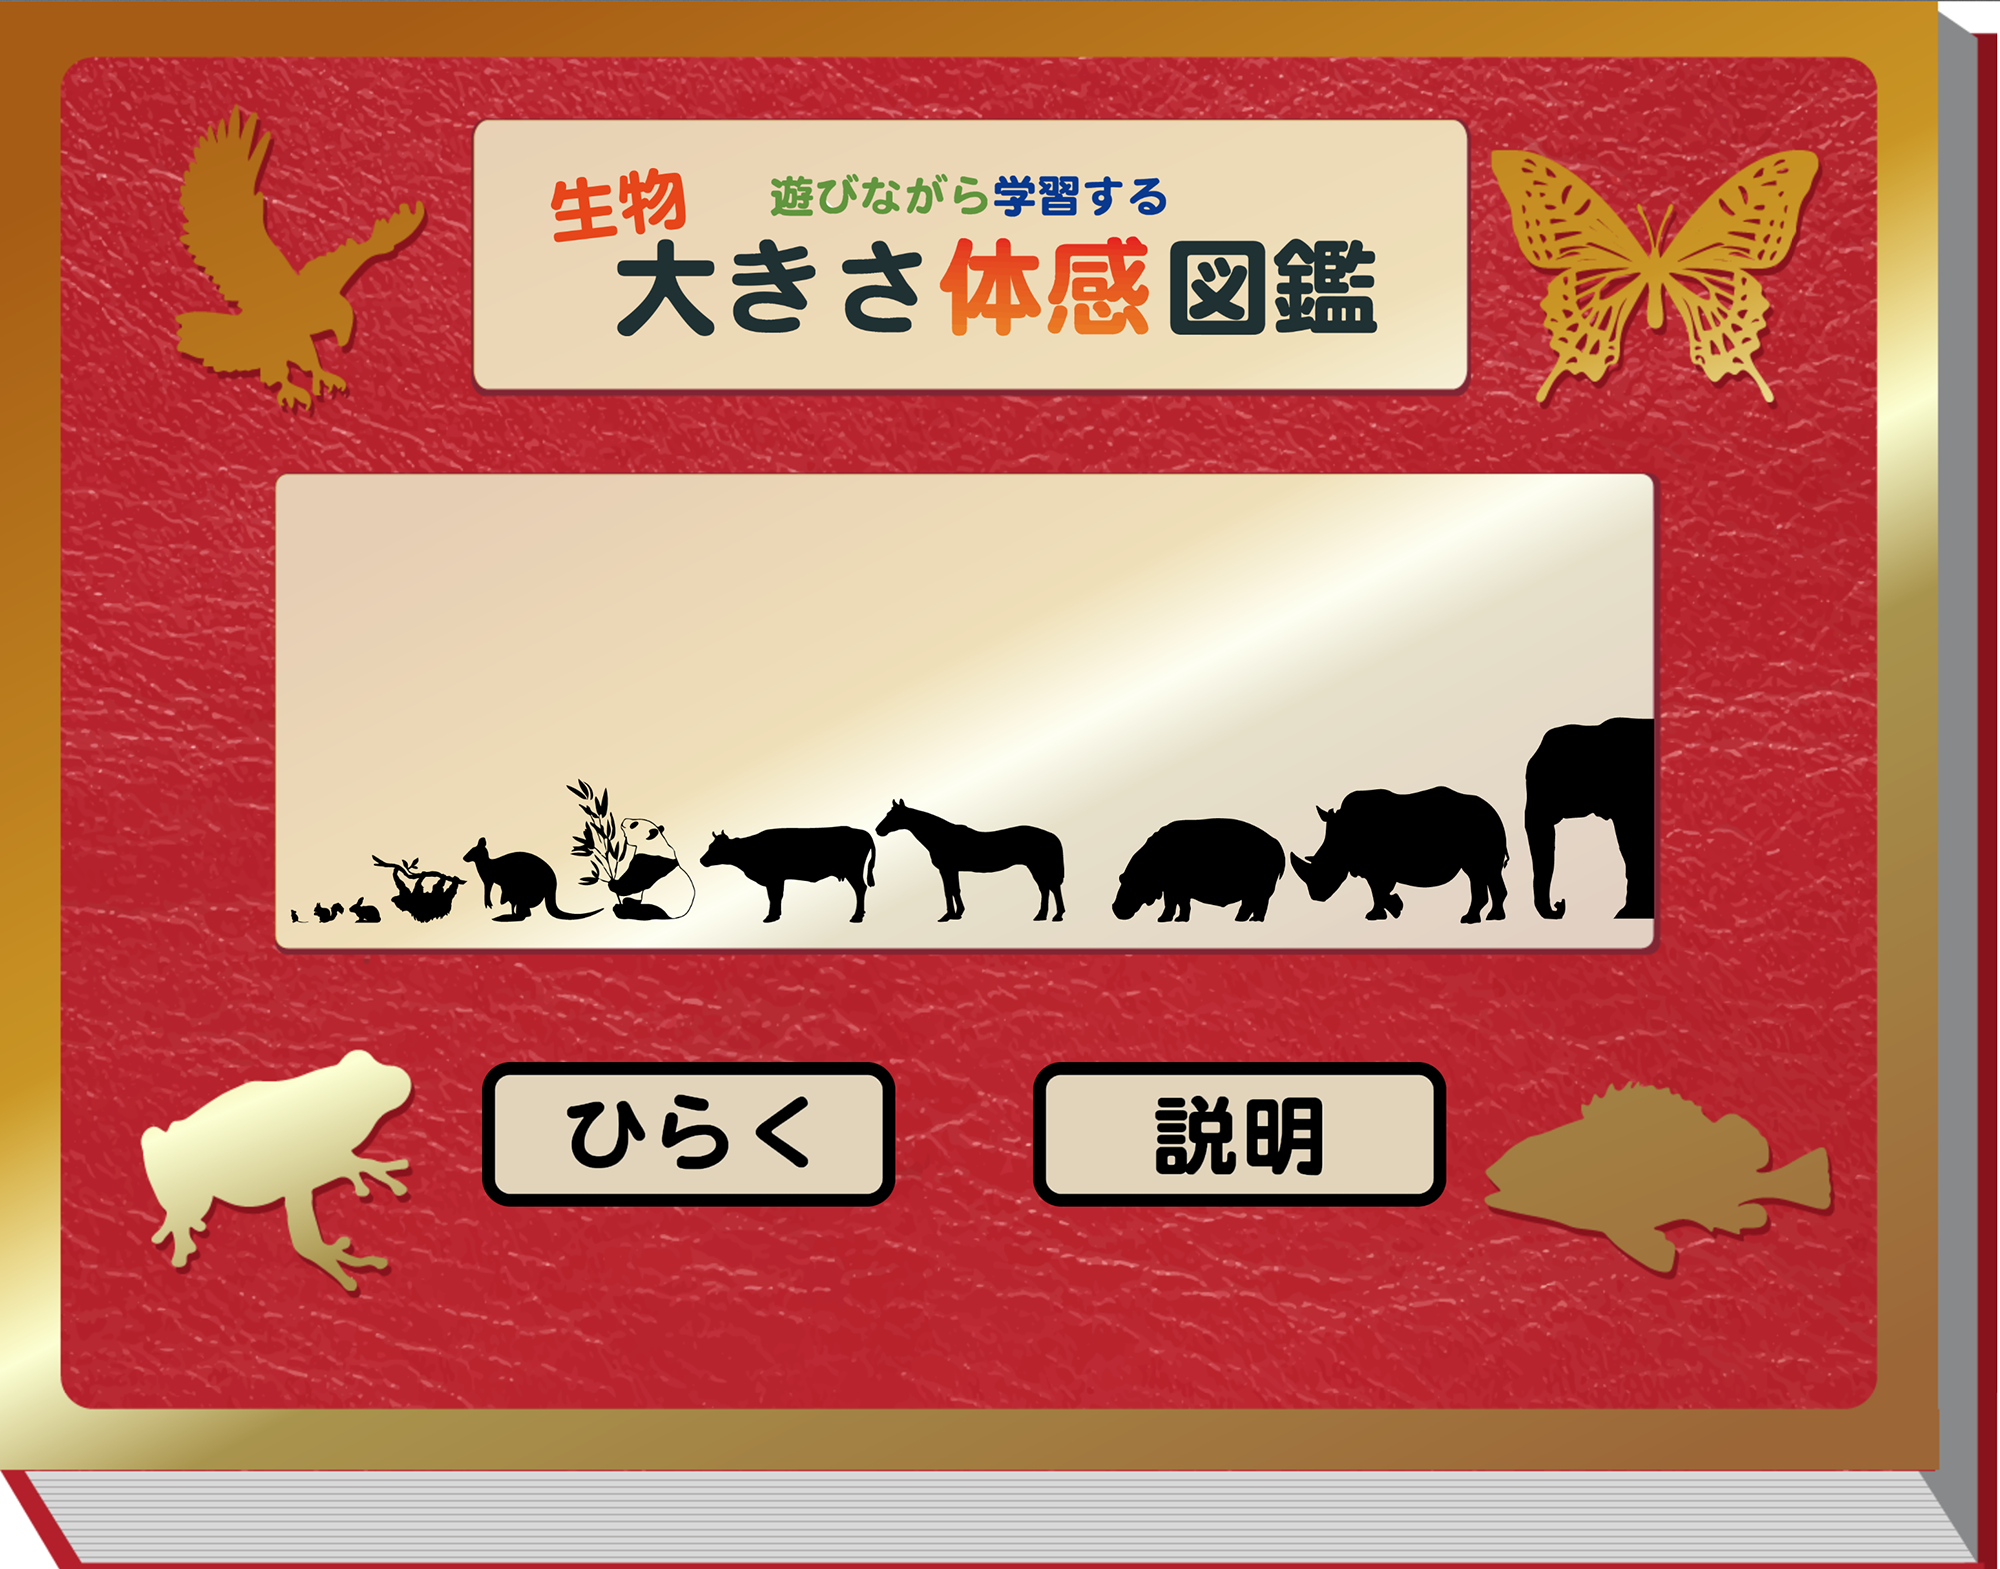 生物
遊びながら学習する
大きさ体感図鑑
ひらく
説明